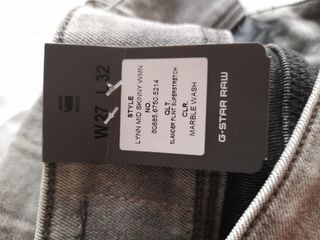 W27 L32
STYLE
LYNN MID SKINNY WMN
NO.
60885.6750.5214
QLT.
SLANDER FLINT SUPERSTRETCH
CLR.
MARBLE WASH
G-STAR RAW